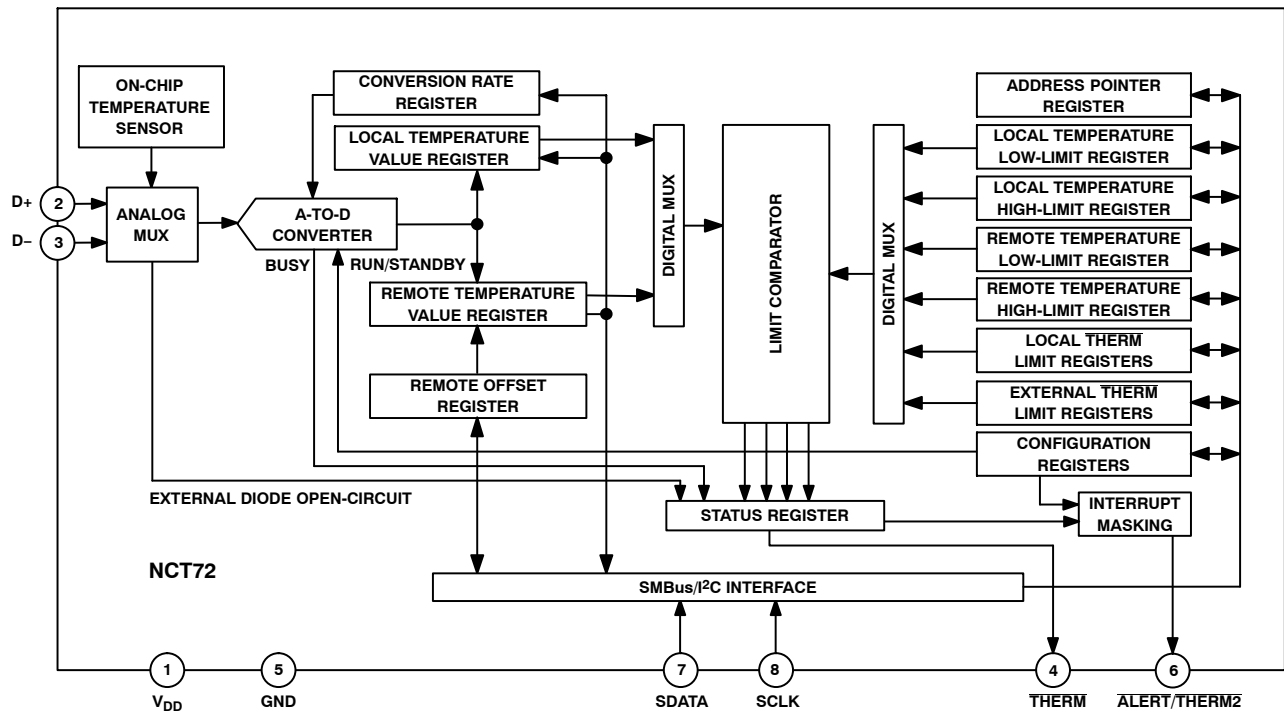 ON-CHIP
TEMPERATURE
SENSOR
CONVERSION RATE
REGISTER
LOCAL TEMPERATURE
VALUE REGISTER
ADDRESS POINTER
REGISTER
LOCAL TEMPERATURE
LOW-LIMIT REGISTER
LOCAL TEMPERATURE
HIGH-LIMIT REGISTER
REMOTE TEMPERATURE
LOW-LIMIT REGISTER
REMOTE TEMPERATURE
HIGH-LIMIT REGISTER
LOCAL THERM
LIMIT REGISTERS
EXTERNAL THERM
LIMIT REGISTERS
CONFIGURATION
REGISTERS
D+
2
D−
3
ANALOG
MUX
A-TO-D
CONVERTER
BUSY
RUN/STANDBY
REMOTE TEMPERATURE
VALUE REGISTER
REMOTE OFFSET
REGISTER
DIGITAL MUX
LIMIT COMPARATOR
DIGITAL MUX
EXTERNAL DIODE OPEN-CIRCUIT
STATUS REGISTER
INTERRUPT
MASKING
NCT72
SMBus/I²C INTERFACE
1
5
7
8
4
6
VDD
GND
SDATA
SCLK
THERM
ALERT/THERM2